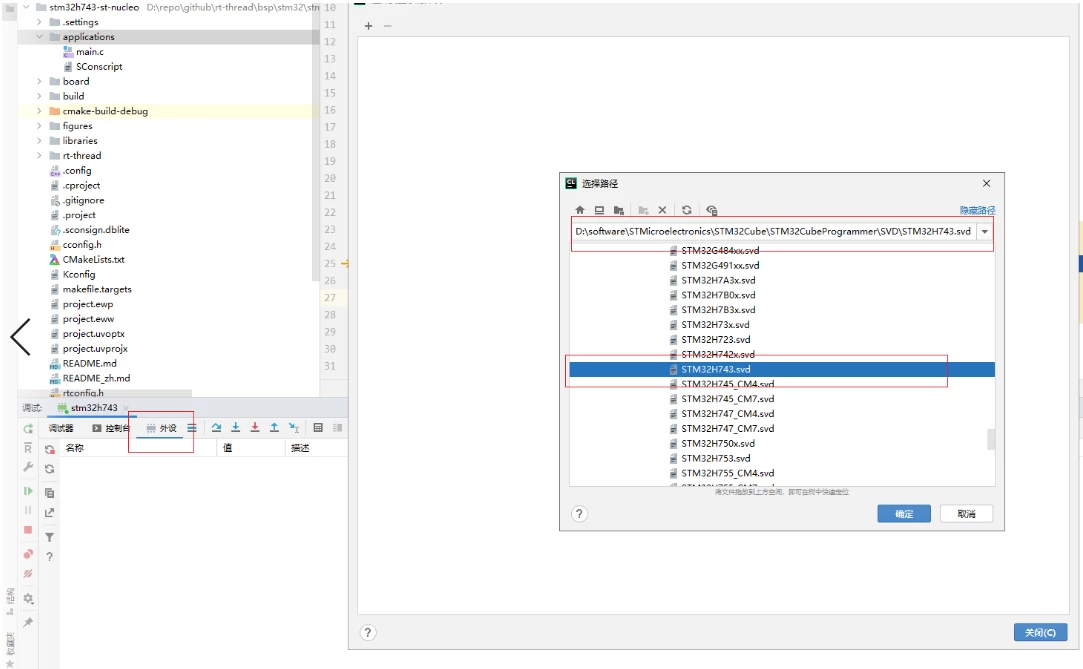 stm32h743-st-nucleo D:\repo\github\rt-thread\bsp\stm32\stm
.settings
applications
main.c
SConscript
board
build
cmake-build-debug
figures
libraries
rt-thread
.config
.cproject
.gitignore
.project
.sconsign.dblite
cconfig.h
CMakeLists.txt
Kconfig
makefile.targets
project.ewp
project.eww
project.uvoptx
project.uvprojx
README.md
README_zh.md
rtconfig.h
10
11
12
13
14
15
16
17
18
19
20
21
22
23
24
25
26
27
28
29
30
31
选择路径
隐藏路径
D:\software\STMicroelectronics\STM32Cube\STM32CubeProgrammer\SVD\STM32H743.svd
STM32G484xx.svd
STM32G491xx.svd
STM32H7A3x.svd
STM32H7B0x.svd
STM32H7B3x.svd
STM32H73x.svd
STM32H723.svd
STM32H742x.svd
STM32H743.svd
STM32H745_CM4.svd
STM32H745_CM7.svd
STM32H747_CM4.svd
STM32H747_CM7.svd
STM32H750x.svd
STM32H753.svd
STM32H755_CM4.svd
STM32H755_CM7.svd
将文件拖放到上方空间，即可在树中快速定位
?
确定
取消
调试: stm32h743
调试器 控制台 外设
名称 值 描述
?
结构
收藏夹
?
关闭(C)